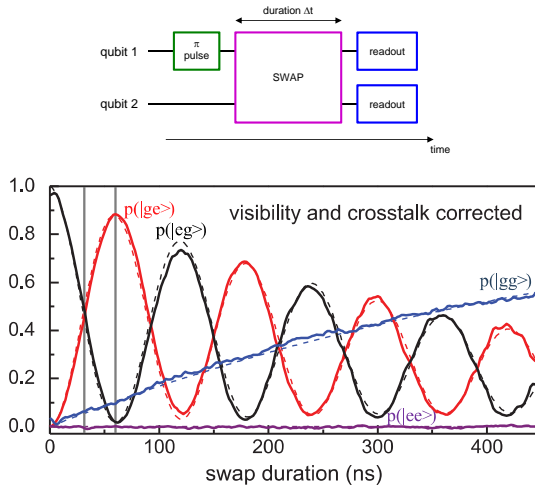 duration Δt
qubit 1
π
pulse
SWAP
readout
qubit 2
readout
time
1.0
0.8
0.6
0.4
0.2
0.0
p(|ge>)
p(|eg>)
visibility and crosstalk corrected
p(|gg>)
p(|ee>)
0
100
200
300
400
swap duration (ns)